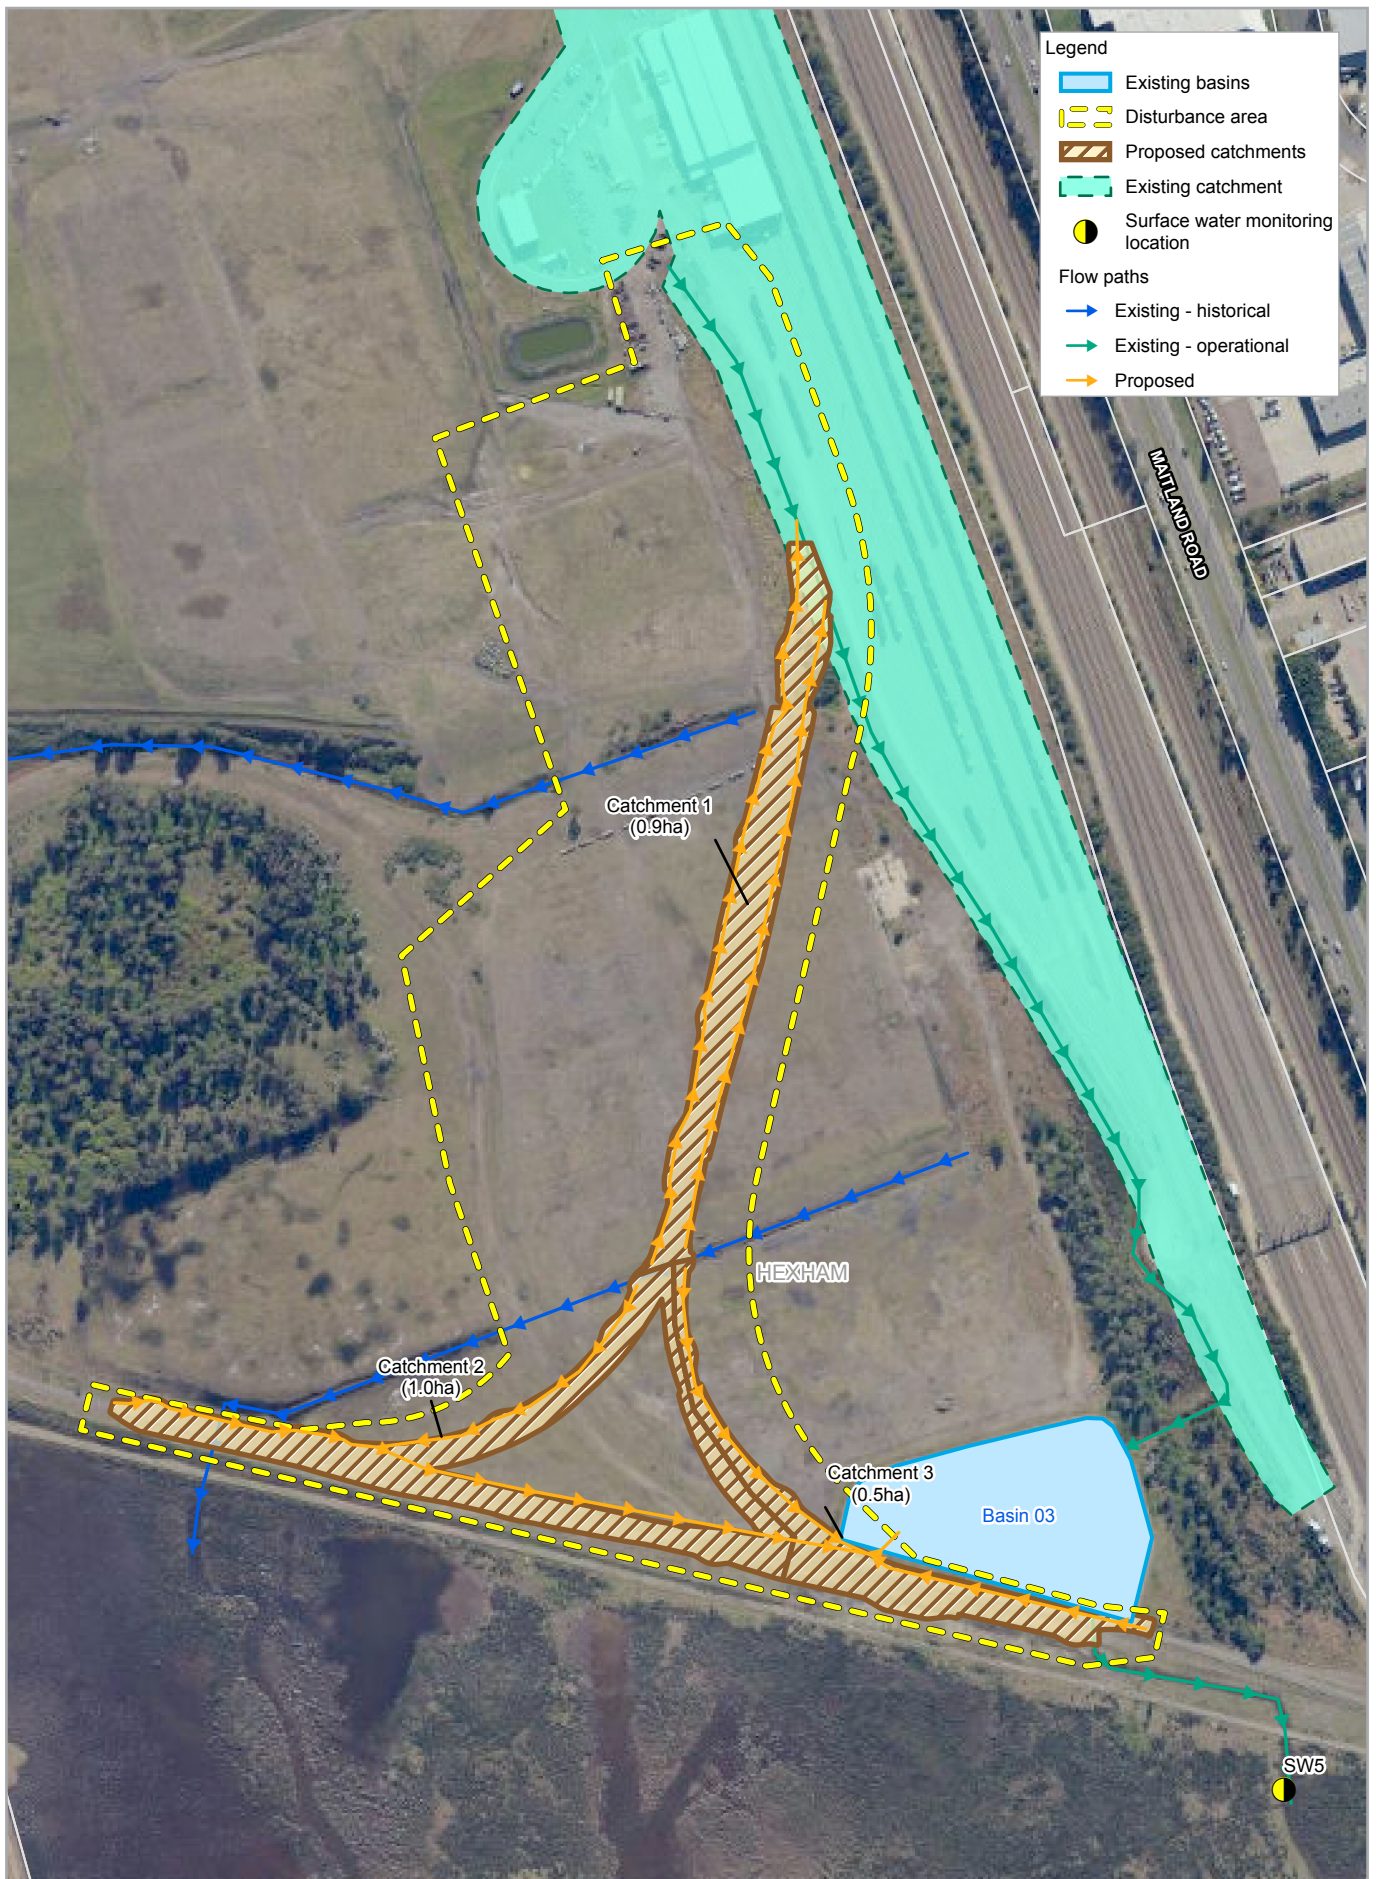 Legend
Existing basins
Disturbance area
Proposed catchments
Existing catchment
Surface water monitoring
location
Flow paths
Existing - historical
Existing - operational
Proposed
MAITLAND ROAD
Catchment 1
(0.9ha)
HEXHAM
Catchment 2
(1.0ha)
Catchment 3
(0.5ha)
Basin 03
SW5